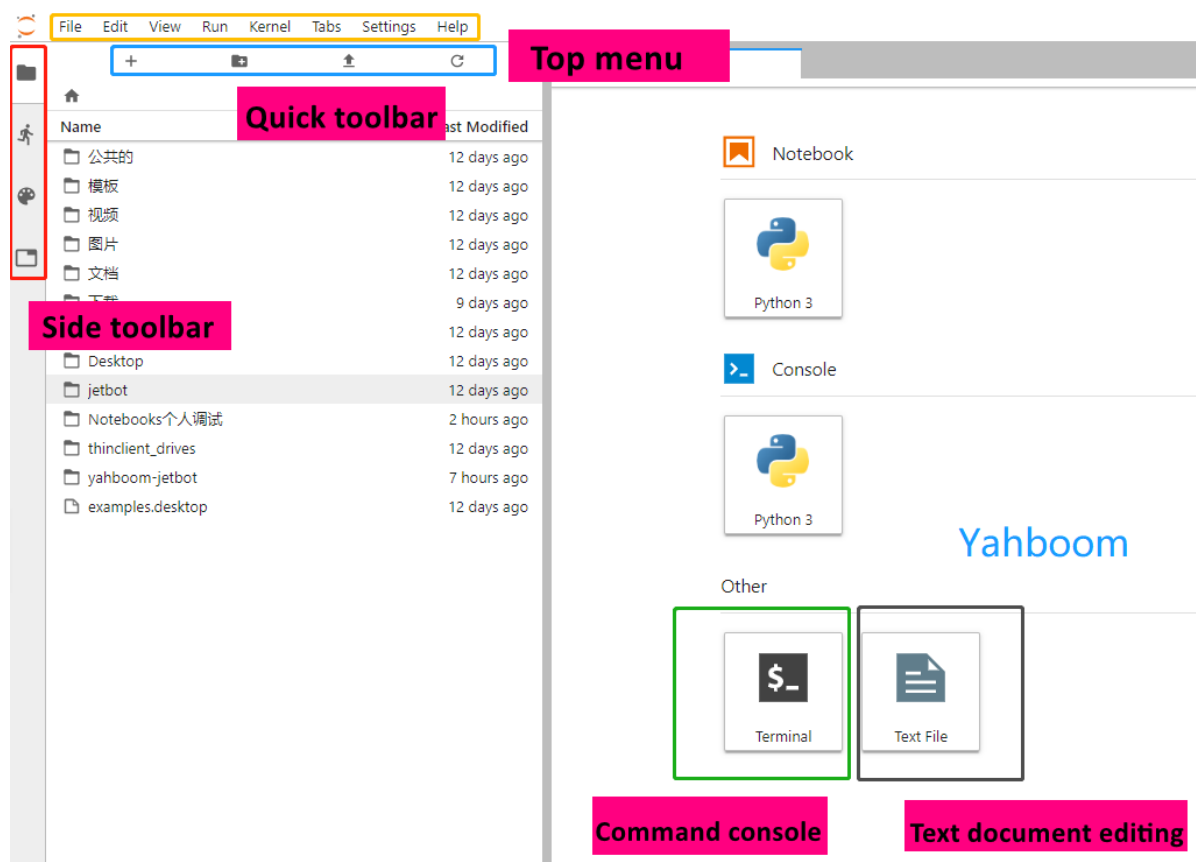 File Edit View Run Kernel Tabs Settings Help
Top menu
Quick toolbar
Name ast Modified
公共的 12 days ago
模板 12 days ago
视频 12 days ago
图片 12 days ago
文档 12 days ago
下载 9 days ago
Side toolbar 12 days ago
Desktop 12 days ago
jetbot 12 days ago
Notebooks个人调试 2 hours ago
thinclient_drives 12 days ago
yahboom-jetbot 7 hours ago
examples.desktop 12 days ago
Notebook
Python 3
Console
Python 3
Yahboom
Other
$_
Terminal
Text File
Command console
Text document editing